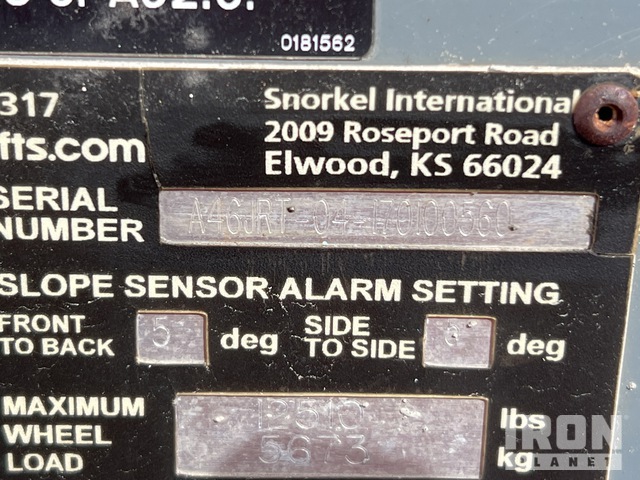 0181562
317
Snorkel International
2009 Roseport Road
fts.com
Elwood, KS 66024
SERIAL
NUMBER
A46JRT-04-170100560
SLOPE SENSOR ALARM SETTING
FRONT
TO BACK
5
deg
SIDE
TO SIDE
deg
MAXIMUM
WHEEL
LOAD
12510
lbs
5673
kg
IRON
PLANET